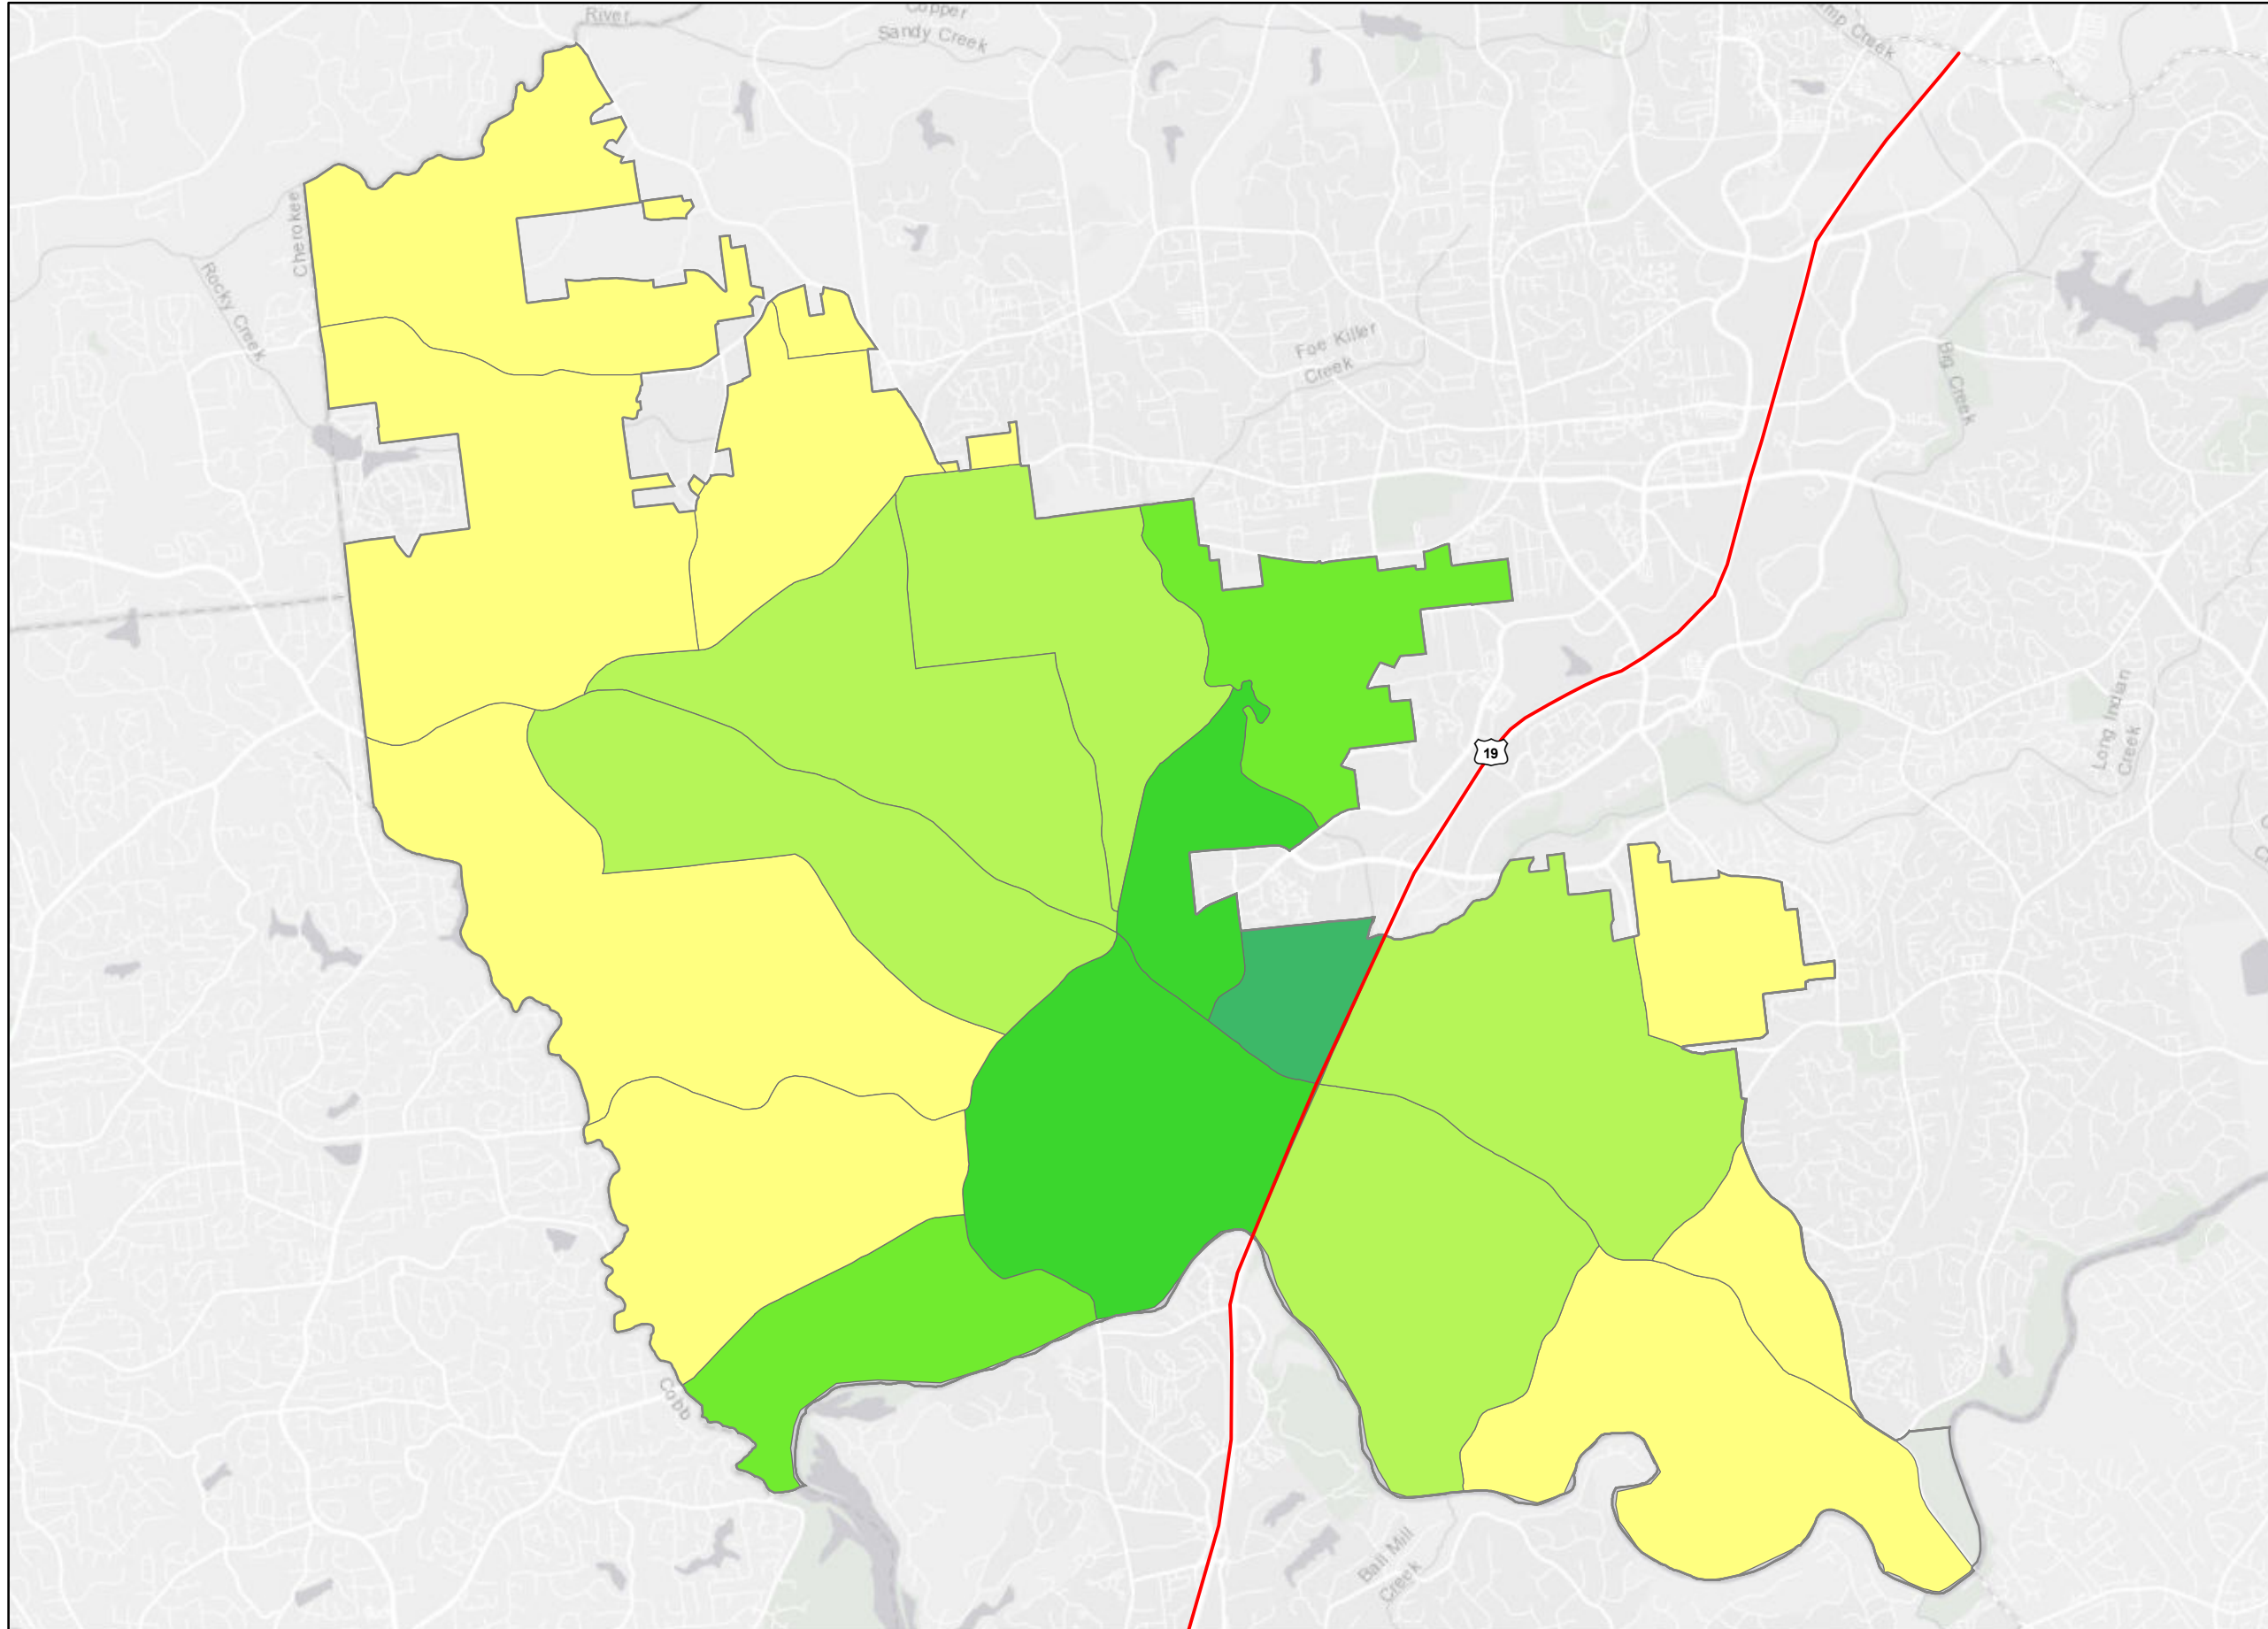 River
Copper
Sandy Creek
Camp Creek
Cherokee
Rocky Creek
Foe Killer
Creek
Big Creek
Long Indian
Creek
19
Cobb
Ball Mill
Creek